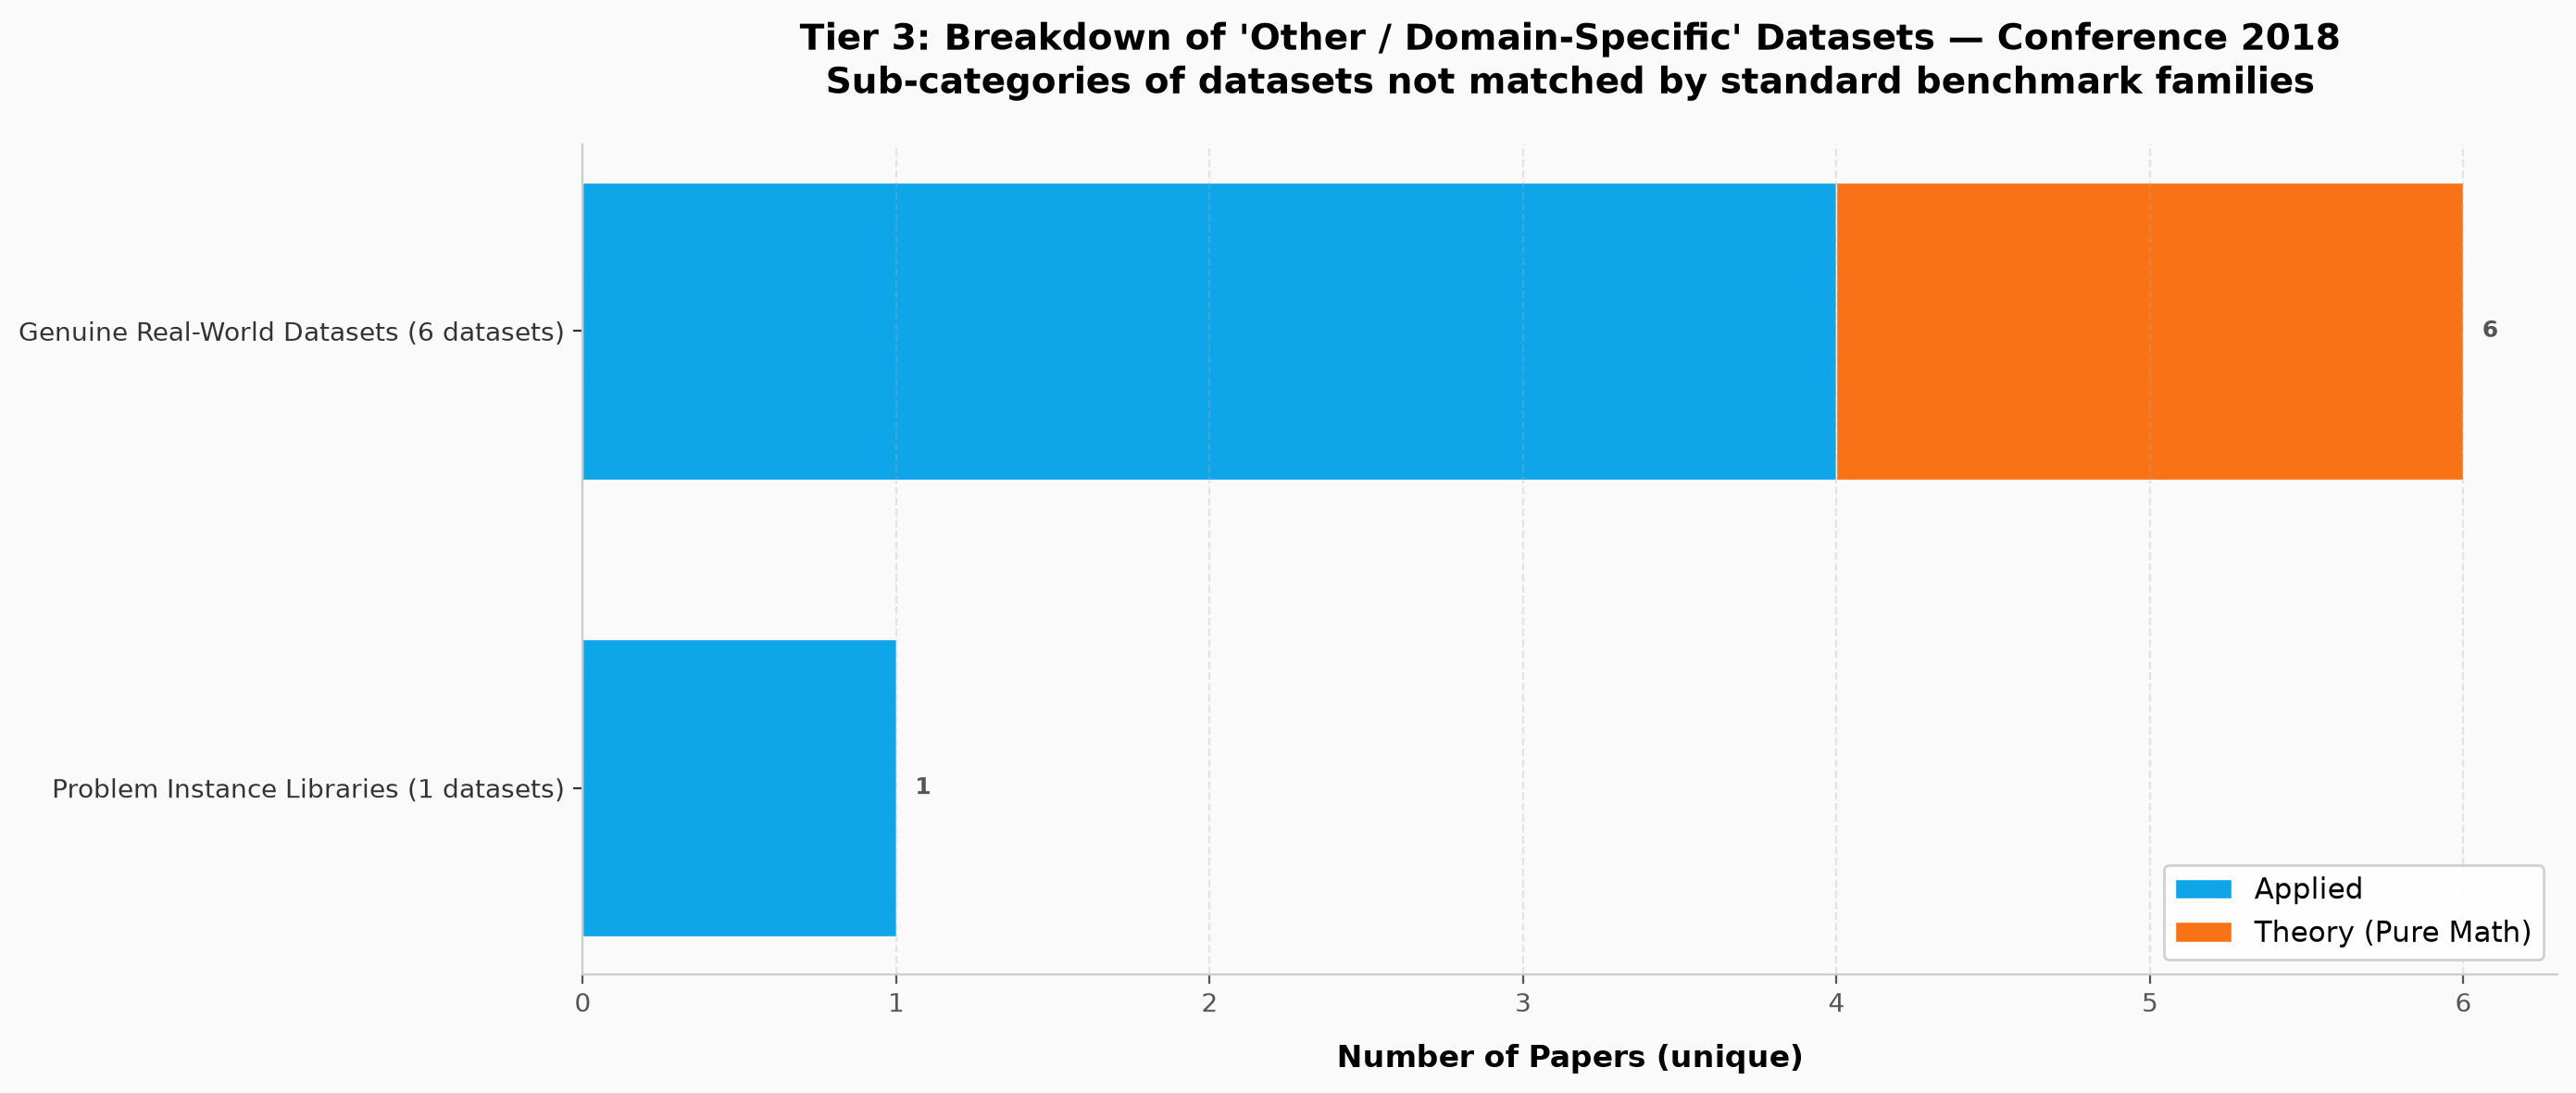 Tier 3: Breakdown of 'Other / Domain-Specific' Datasets — Conference 2018
Sub-categories of datasets not matched by standard benchmark families
Genuine Real-World Datasets (6 datasets)
6
Problem Instance Libraries (1 datasets)
1
Applied
Theory (Pure Math)
0 1 2 3 4 5 6
Number of Papers (unique)